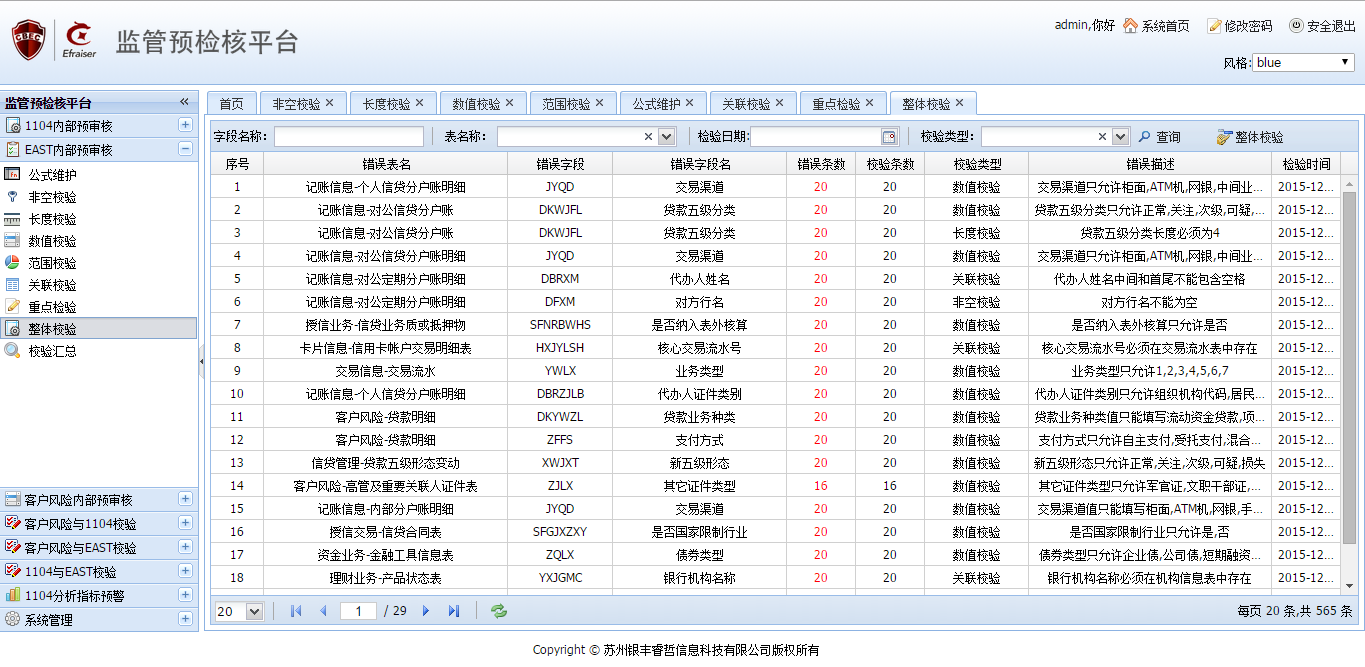 CBEC
Efraiser
监管预检核平台
admin,你好 系统首页 修改密码 安全退出
风格: blue
监管预检核平台
1104内部预审核
EAST内部预审核
公式维护
非空校验
长度校验
数值校验
范围校验
关联校验
重点检验
整体校验
校验汇总
客户风险内部预审核
客户风险与1104校验
客户风险与EAST校验
1104与EAST校验
1104分析指标预警
系统管理
首页 非空校验 长度校验 数值校验 范围校验 公式维护 关联校验 重点检验 整体校验
字段名称: 表名称: 检验日期: 校验类型: 查询 整体校验
序号 错误表名 错误字段 错误字段名 错误条数 校验条数 校验类型 错误描述 检验时间
1 记账信息-个人信贷分户账明细 JYQD 交易渠道 20 20 数值校验 交易渠道只允许柜面,ATM机,网银,中间业... 2015-12...
2 记账信息-对公信贷分户账 DKWJFL 贷款五级分类 20 20 数值校验 贷款五级分类只允许正常,关注,次级,可疑,... 2015-12...
3 记账信息-对公信贷分户账 DKWJFL 贷款五级分类 20 20 长度校验 贷款五级分类长度必须为4 2015-12...
4 记账信息-对公信贷分户账明细 JYQD 交易渠道 20 20 数值校验 交易渠道只允许柜面,ATM机,网银,中间业... 2015-12...
5 记账信息-对公定期分户账明细 DBRXM 代办人姓名 20 20 关联校验 代办人姓名中间和首尾不能包含空格 2015-12...
6 记账信息-对公定期分户账明细 DFXM 对方行名 20 20 非空校验 对方行名不能为空 2015-12...
7 授信业务-信贷业务质或抵押物 SFNRBWHS 是否纳入表外核算 20 20 数值校验 是否纳入表外核算只允许是否 2015-12...
8 卡片信息-信用卡帐户交易明细表 HXJYLSH 核心交易流水号 20 20 关联校验 核心交易流水号必须在交易流水表中存在 2015-12...
9 交易信息-交易流水 YWLX 业务类型 20 20 数值校验 业务类型只允许1,2,3,4,5,6,7 2015-12...
10 记账信息-个人信贷分户账明细 DBRZJLB 代办人证件类别 20 20 数值校验 代办人证件类别只允许组织机构代码,居民... 2015-12...
11 客户风险-贷款明细 DKYWZL 贷款业务种类 20 20 数值校验 贷款业务种类值只能填写流动资金贷款,项... 2015-12...
12 客户风险-贷款明细 ZFFS 支付方式 20 20 数值校验 支付方式只允许自主支付,受托支付,混合... 2015-12...
13 信贷管理-贷款五级形态变动 XWJXT 新五级形态 20 20 数值校验 新五级形态只允许正常,关注,次级,可疑,损失 2015-12...
14 客户风险-高管及重要关联人证件表 ZJLX 其它证件类型 16 16 数值校验 其它证件类型只允许军官证,文职干部证,... 2015-12...
15 记账信息-内部分户账明细 JYQD 交易渠道 20 20 数值校验 交易渠道值只能填写柜面,ATM机,网银,手... 2015-12...
16 授信交易-信贷合同表 SFGJXZXY 是否国家限制行业 20 20 数值校验 是否国家限制行业只允许是,否 2015-12...
17 资金业务-金融工具信息表 ZQLX 债券类型 20 20 数值校验 债券类型只允许企业债,公司债,短期融资... 2015-12...
18 理财业务-产品状态表 YXJGMC 银行机构名称 20 20 关联校验 银行机构名称必须在机构信息表中存在 2015-12...
20 1 / 29 每页 20 条,共 565 条
Copyright © 苏州银丰睿哲信息科技有限公司版权所有